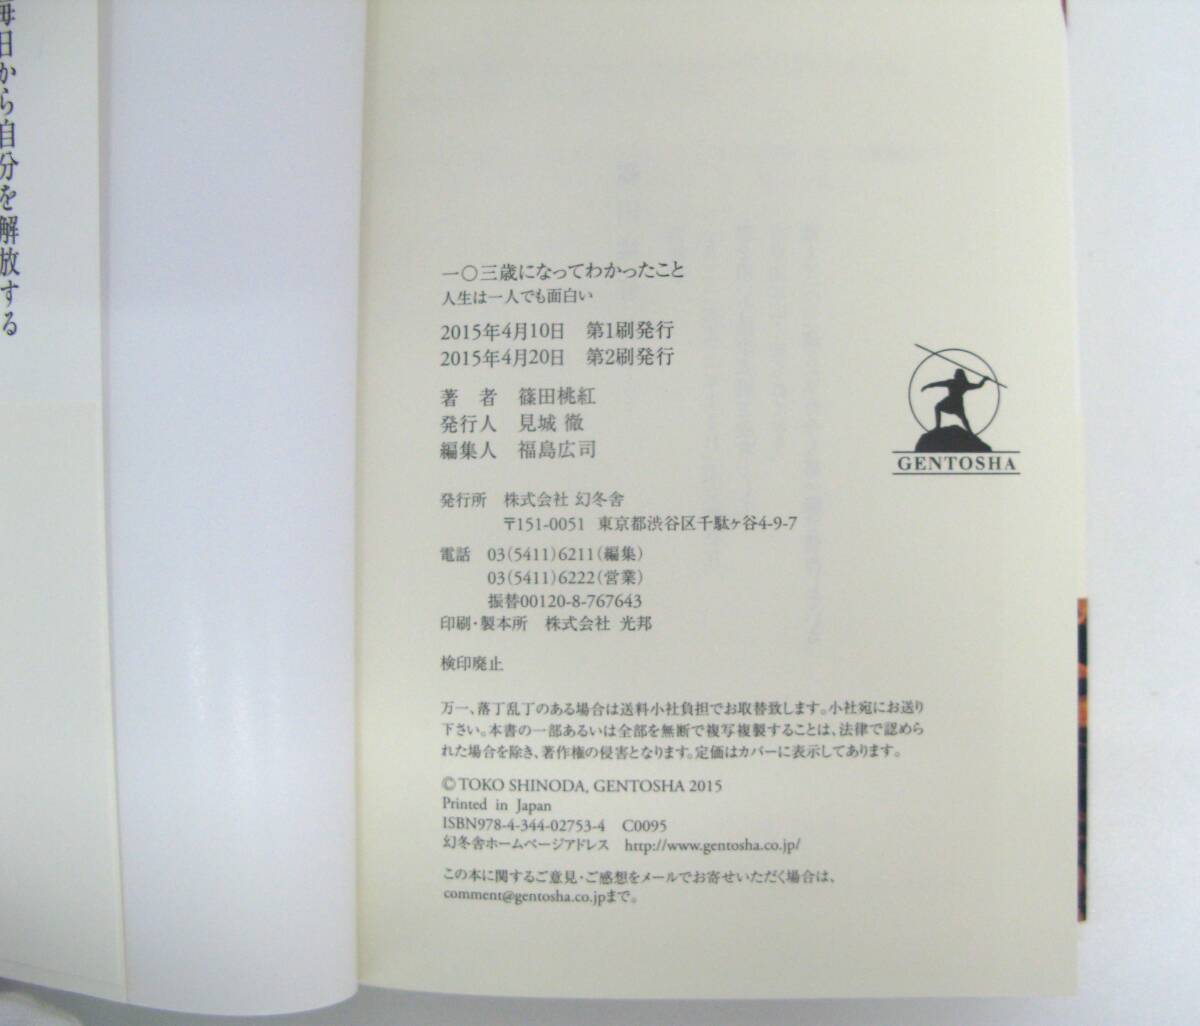 一〇三歳になってわかったこと
人生は一人でも面白い
2015年4月10日　第1刷発行
2015年4月20日　第2刷発行
著　者　篠田桃紅
発行人　見城 徹
編集人　福島広司
GENTOSHA
発行所　株式会社 幻冬舎
〒151-0051　東京都渋谷区千駄ヶ谷4-9-7
電話　03(5411)6211(編集)
03(5411)6222(営業)
振替00120-8-767643
印刷・製本所　株式会社 光邦
検印廃止
万一、落丁乱丁のある場合は送料小社負担でお取替致します。小社宛にお送り
下さい。本書の一部あるいは全部を無断で複写複製することは、法律で認めら
れた場合を除き、著作権の侵害となります。定価はカバーに表示してあります。
© TOKO SHINODA, GENTOSHA 2015
Printed in Japan
ISBN978-4-344-02753-4　C0095
幻冬舎ホームページアドレス　http://www.gentosha.co.jp/
この本に関するご意見・ご感想をメールでお寄せいただく場合は、
comment@gentosha.co.jpまで。
毎日から自分を解放する